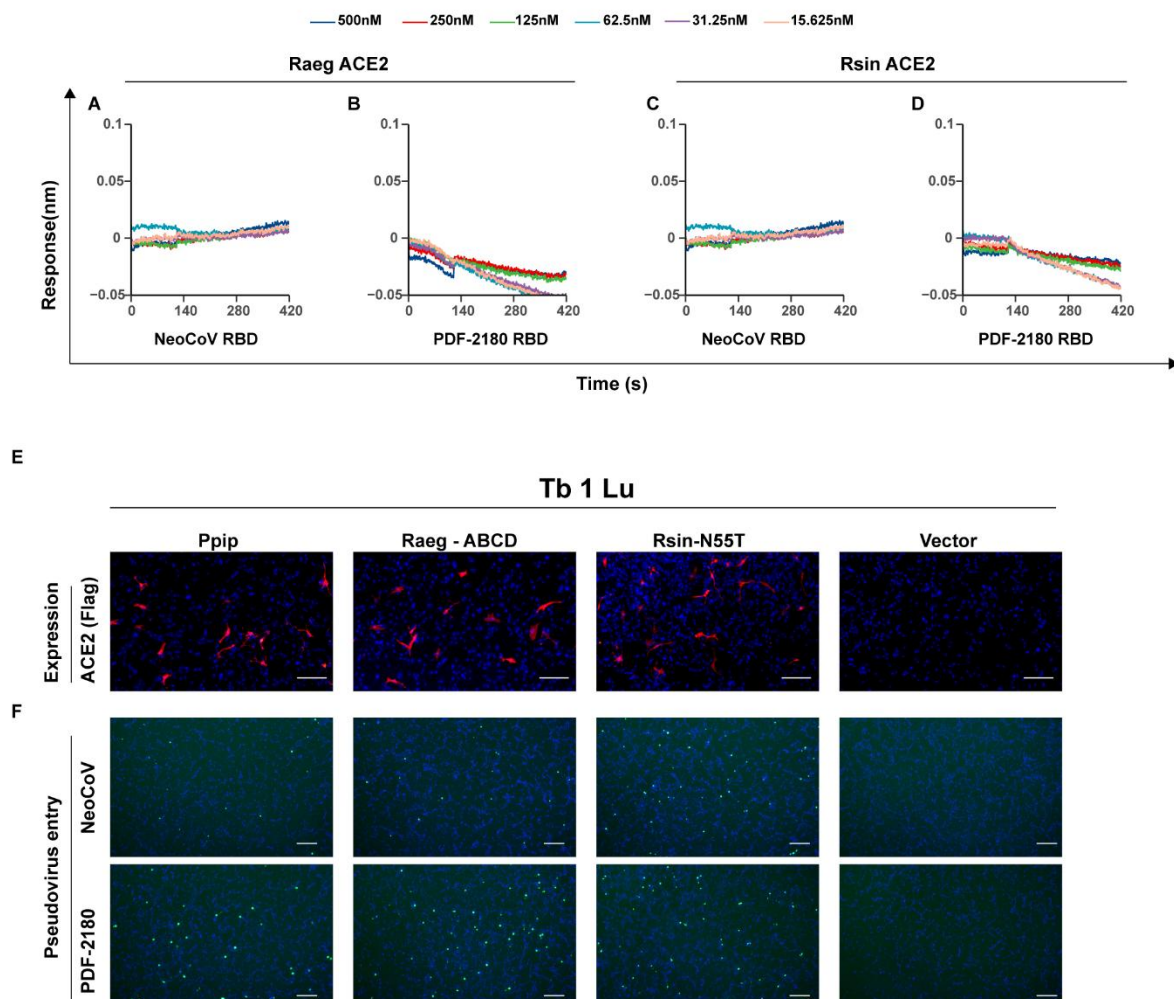 500nM 250nM 125nM 62.5nM 31.25nM 15.625nM
Raeg ACE2 Rsin ACE2
A B C D
0.1 0.1 0.1 0.1
0.05 0.05 0.05 0.05
0 0 0 0
−0.05 −0.05 −0.05 −0.05
0 140 280 420 0 140 280 420 0 140 280 420 0 140 280 420
Response(nm)
NeoCoV RBD PDF-2180 RBD NeoCoV RBD PDF-2180 RBD
Time (s)
E
Tb 1 Lu
Ppip Raeg - ABCD Rsin-N55T Vector
Expression
ACE2 (Flag)
F
Pseudovirus entry
NeoCoV
PDF-2180